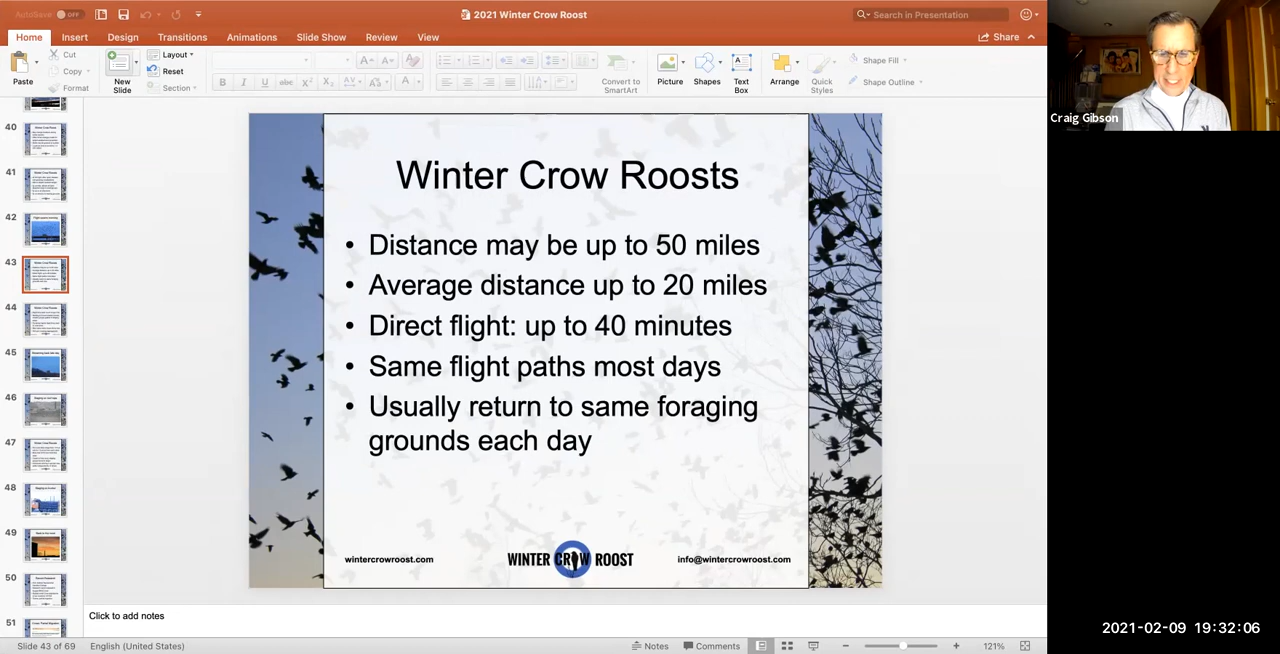 AutoSave OFF
2021 Winter Crow Roost
Search in Presentation
Home Insert Design Transitions Animations Slide Show Review View
Share
Paste
Cut
Copy
Format
New
Slide
Layout
Reset
Section
B I U abc X² X₂ AV Aa A
Convert to
SmartArt
Picture
Shapes
Text
Box
Arrange
Quick
Styles
Shape Fill
Shape Outline
Craig Gibson
40
41
42
43
44
45
46
47
48
49
50
51
Winter Crow Roosts
• Distance may be up to 50 miles
• Average distance up to 20 miles
• Direct flight: up to 40 minutes
• Same flight paths most days
• Usually return to same foraging
grounds each day
wintercrowroost.com
WINTER CROW ROOST
info@wintercrowroost.com
Click to add notes
2021-02-09 19:32:06
Slide 43 of 69
English (United States)
Notes
Comments
121%